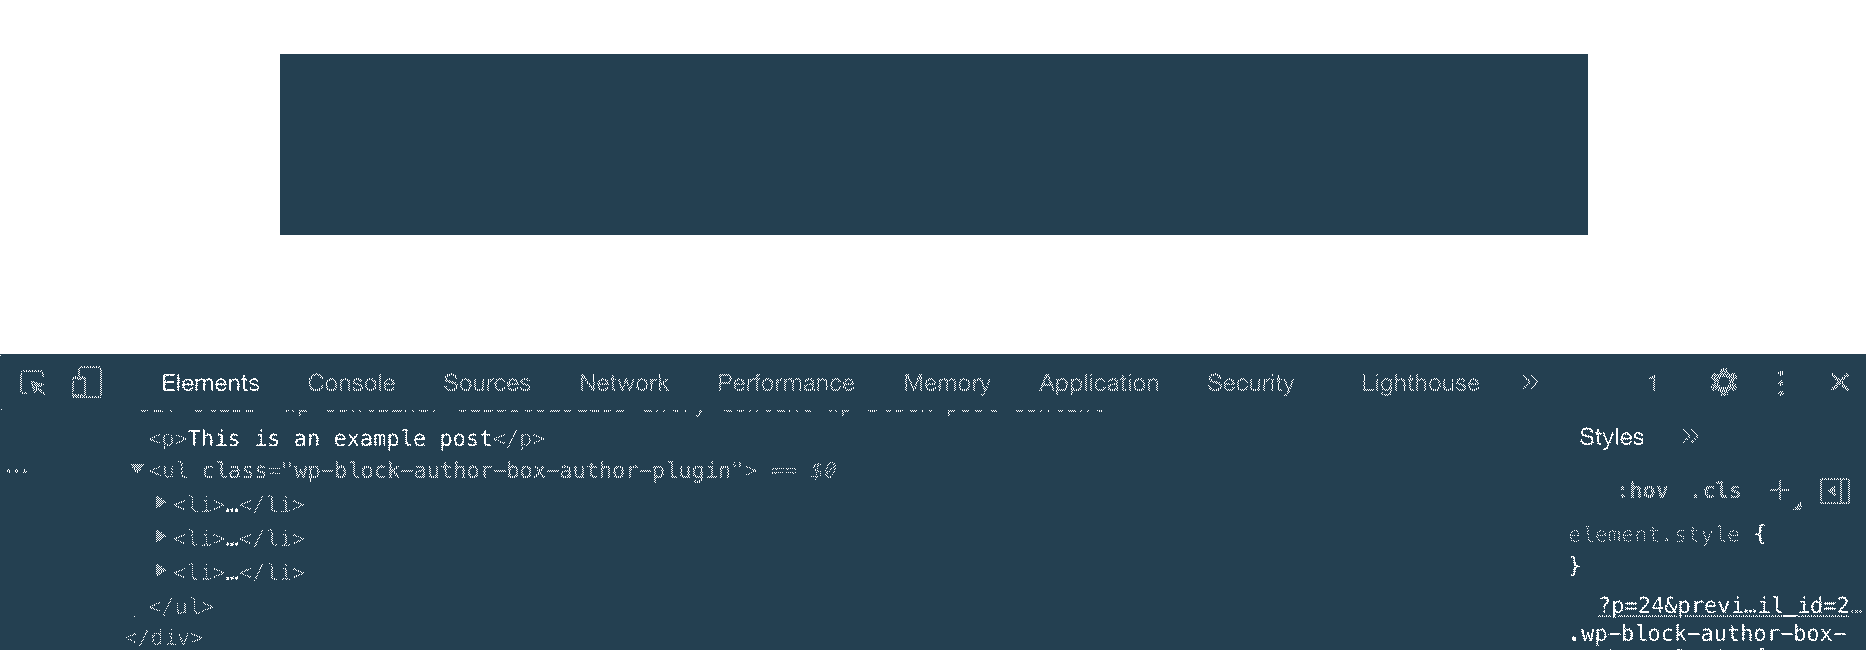 Elements Console Sources Network Performance Memory Application Security Lighthouse » 1
<p>This is an example post</p>
Styles »
… ▼<ul class="wp-block-author-box-author-plugin"> == $0
▶<li>…</li>
:hov .cls +
▶<li>…</li>
element.style {
▶<li>…</li>
}
</ul>
?p=24&previ…il_id=2…
</div>
.wp-block-author-box-